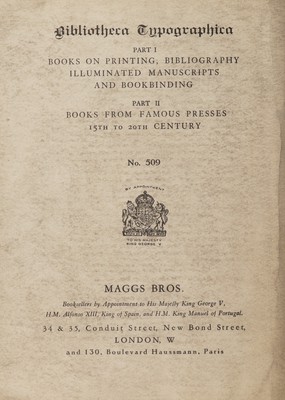 Bibliotheca Typographica
PART I
BOOKS ON PRINTING, BIBLIOGRAPHY
ILLUMINATED MANUSCRIPTS
AND BOOKBINDING
PART II
BOOKS FROM FAMOUS PRESSES
15TH TO 20TH CENTURY
No. 509
BY APPOINTMENT
TO HIS MAJESTY
KING GEORGE V
MAGGS BROS.
Booksellers by Appointment to His Majesty King George V,
H.M. Alfonso XIII, King of Spain, and H.M. King Manuel of Portugal.
34 & 35, Conduit Street, New Bond Street,
LONDON, W
and 130, Boulevard Haussmann, Paris